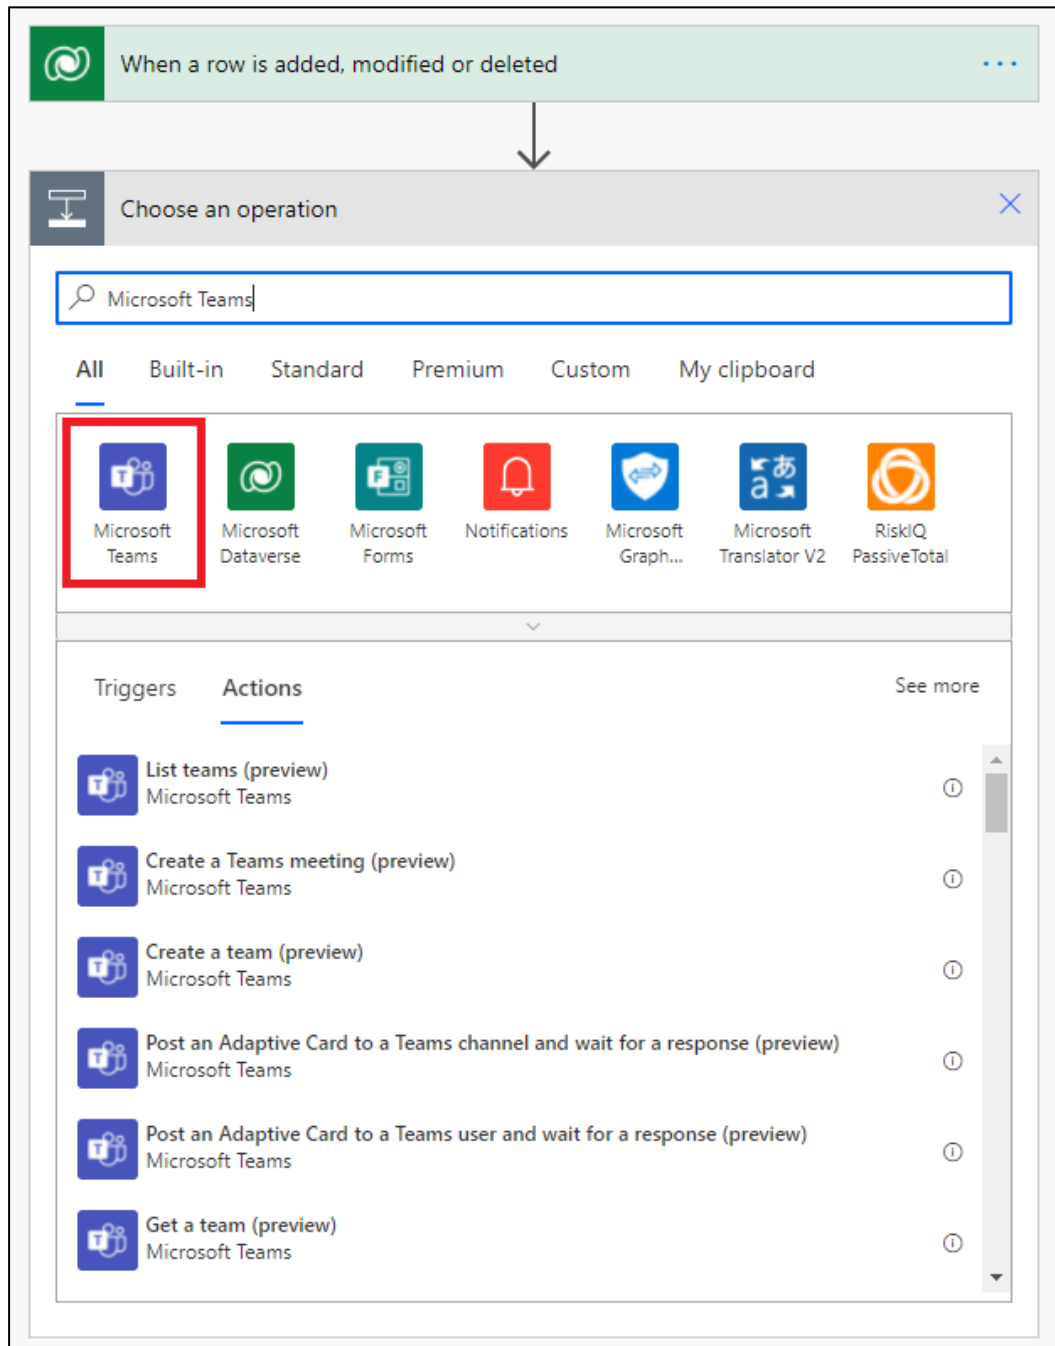 When a row is added, modified or deleted
Choose an operation
Microsoft Teams
All Built-in Standard Premium Custom My clipboard
Microsoft Teams
Microsoft Dataverse
Microsoft Forms
Notifications
Microsoft Graph...
Microsoft Translator V2
RiskIQ PassiveTotal
Triggers Actions See more
List teams (preview)
Microsoft Teams
Create a Teams meeting (preview)
Microsoft Teams
Create a team (preview)
Microsoft Teams
Post an Adaptive Card to a Teams channel and wait for a response (preview)
Microsoft Teams
Post an Adaptive Card to a Teams user and wait for a response (preview)
Microsoft Teams
Get a team (preview)
Microsoft Teams